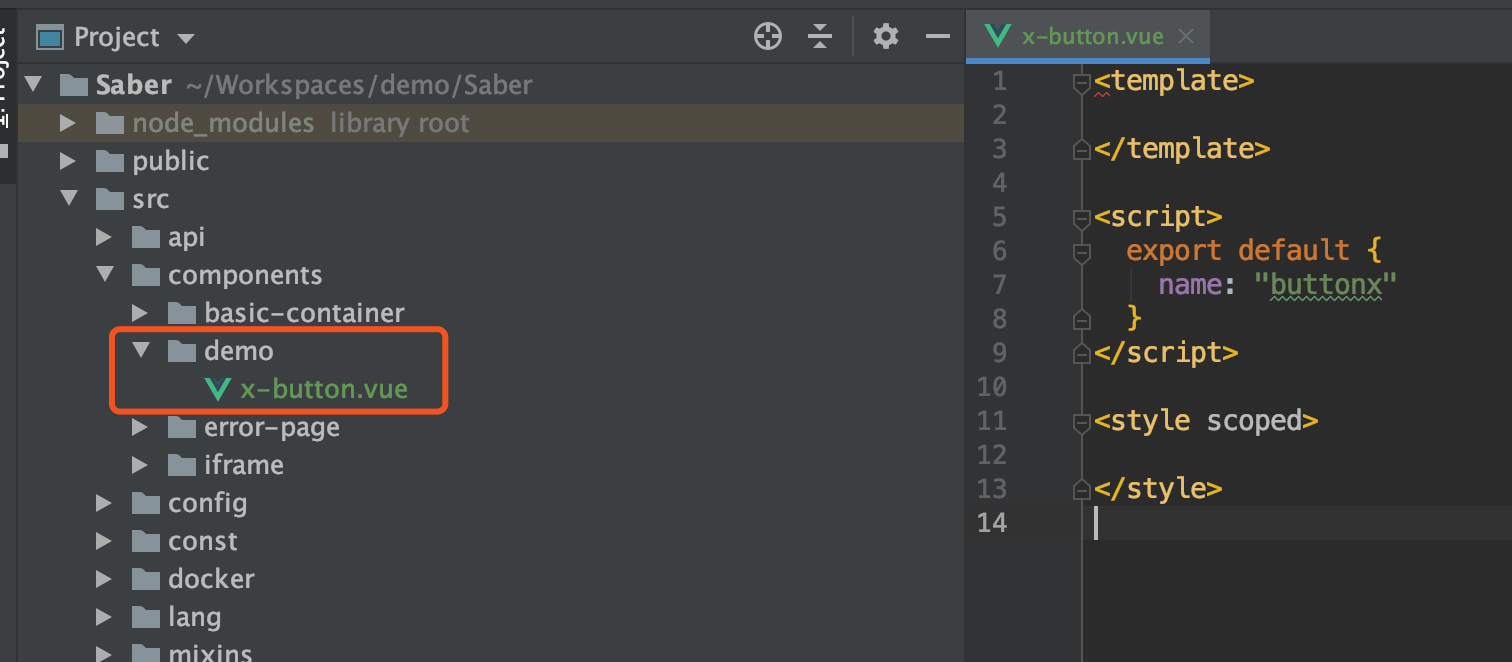 1: Project
Project
Saber ~/Workspaces/demo/Saber
node_modules library root
public
src
api
components
basic-container
demo
x-button.vue
error-page
iframe
config
const
docker
lang
mixins
x-button.vue
1 <template>
2
3 </template>
4
5 <script>
6 export default {
7 name: "buttonx"
8 }
9 </script>
10
11 <style scoped>
12
13 </style>
14